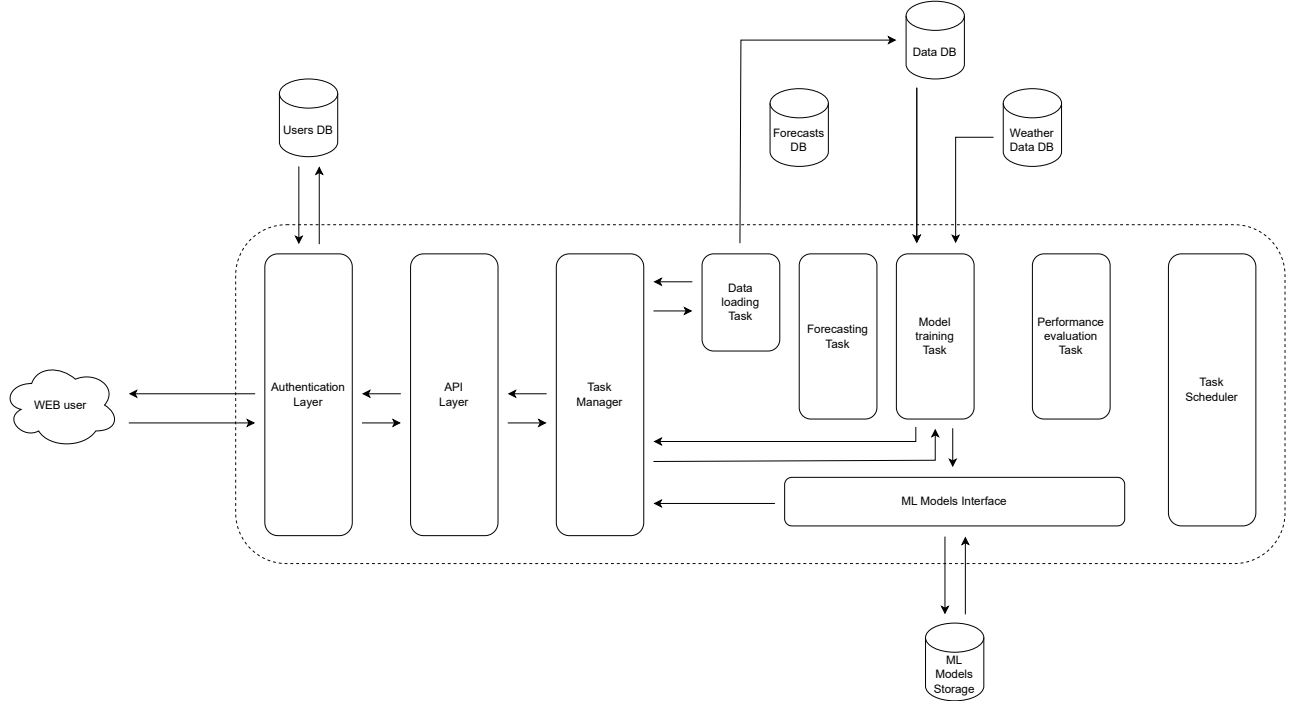 Data DB
Users DB
Forecasts
DB
Weather
Data DB
Data
loading
Task
Forecasting
Task
Model
training
Task
Performance
evaluation
Task
WEB user
Authentication
Layer
API
Layer
Task
Manager
Task
Scheduler
ML Models Interface
ML
Models
Storage